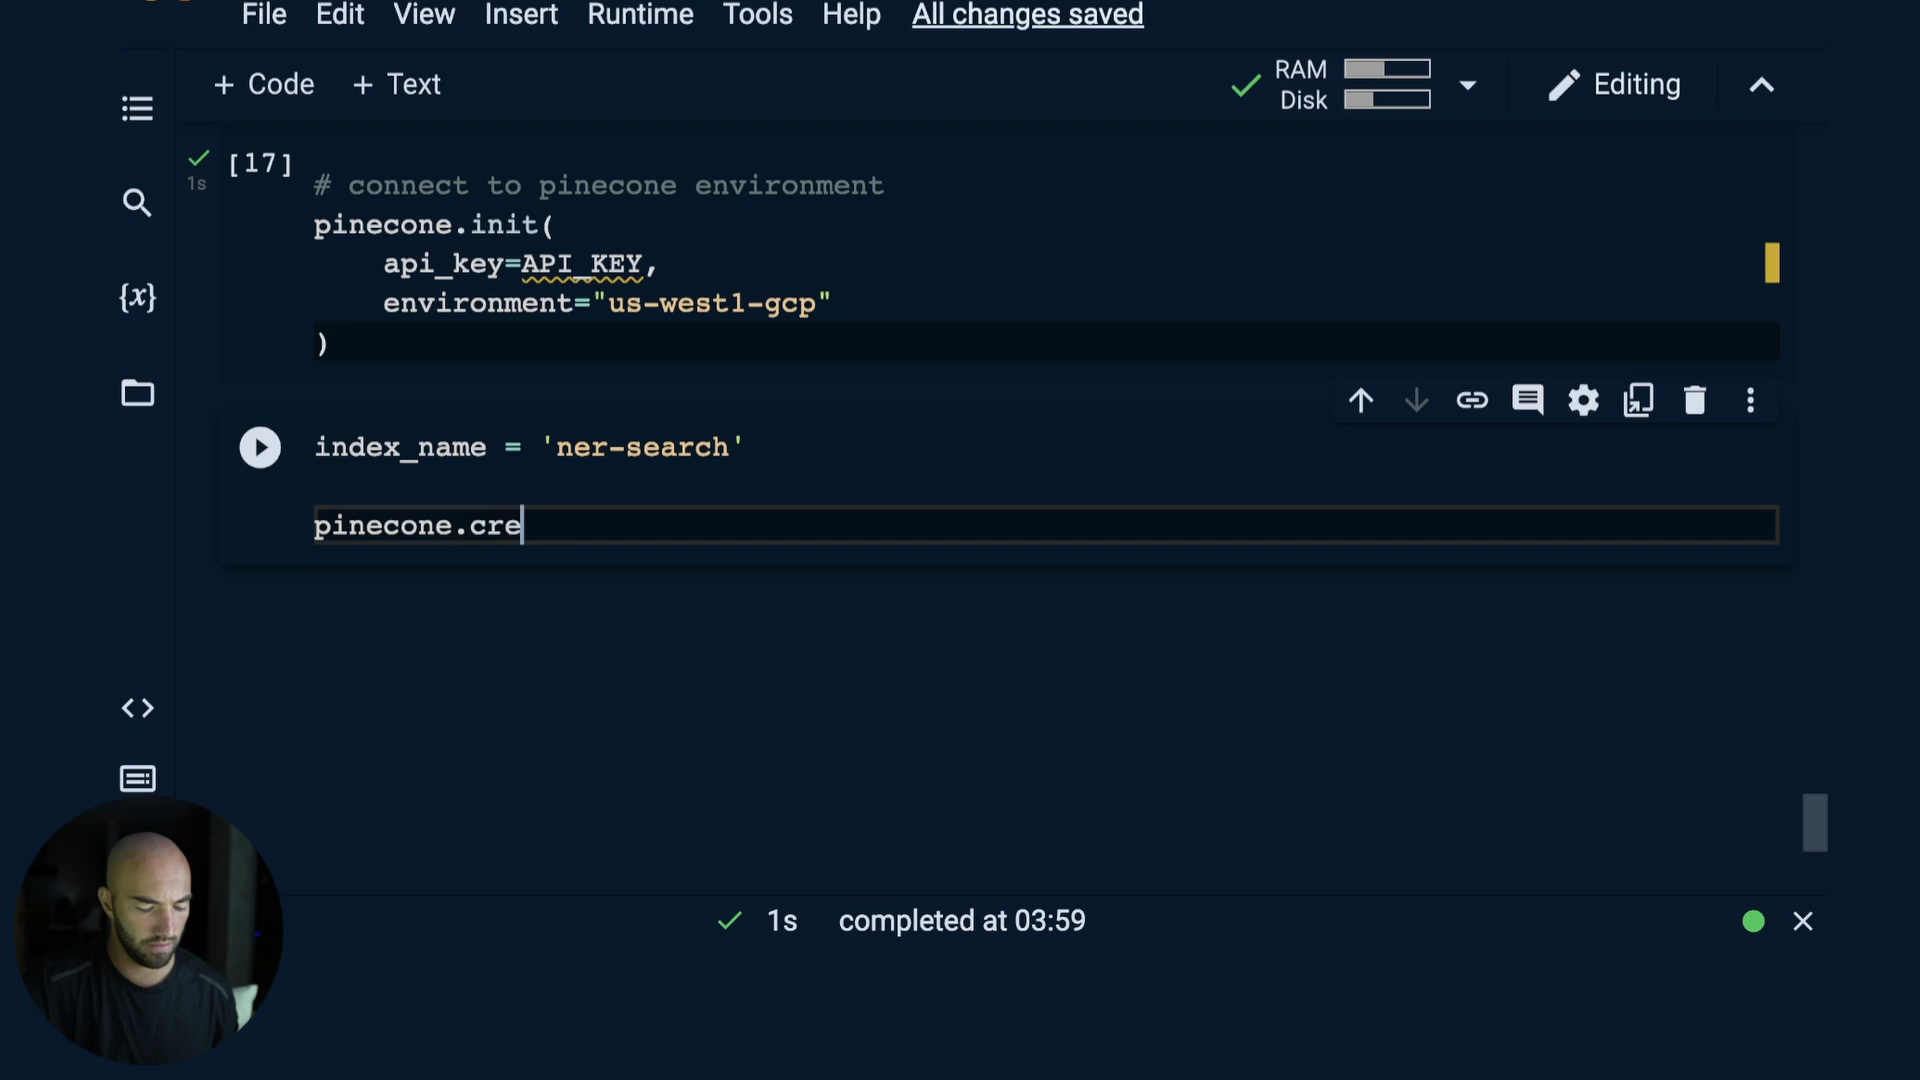 File Edit View Insert Runtime Tools Help All changes saved
+ Code + Text
RAM
Disk
Editing
[17]
1s
# connect to pinecone environment
pinecone.init(
    api_key=API_KEY,
    environment="us-west1-gcp"
)
{x}
index_name = 'ner-search'
pinecone.cre
1s completed at 03:59